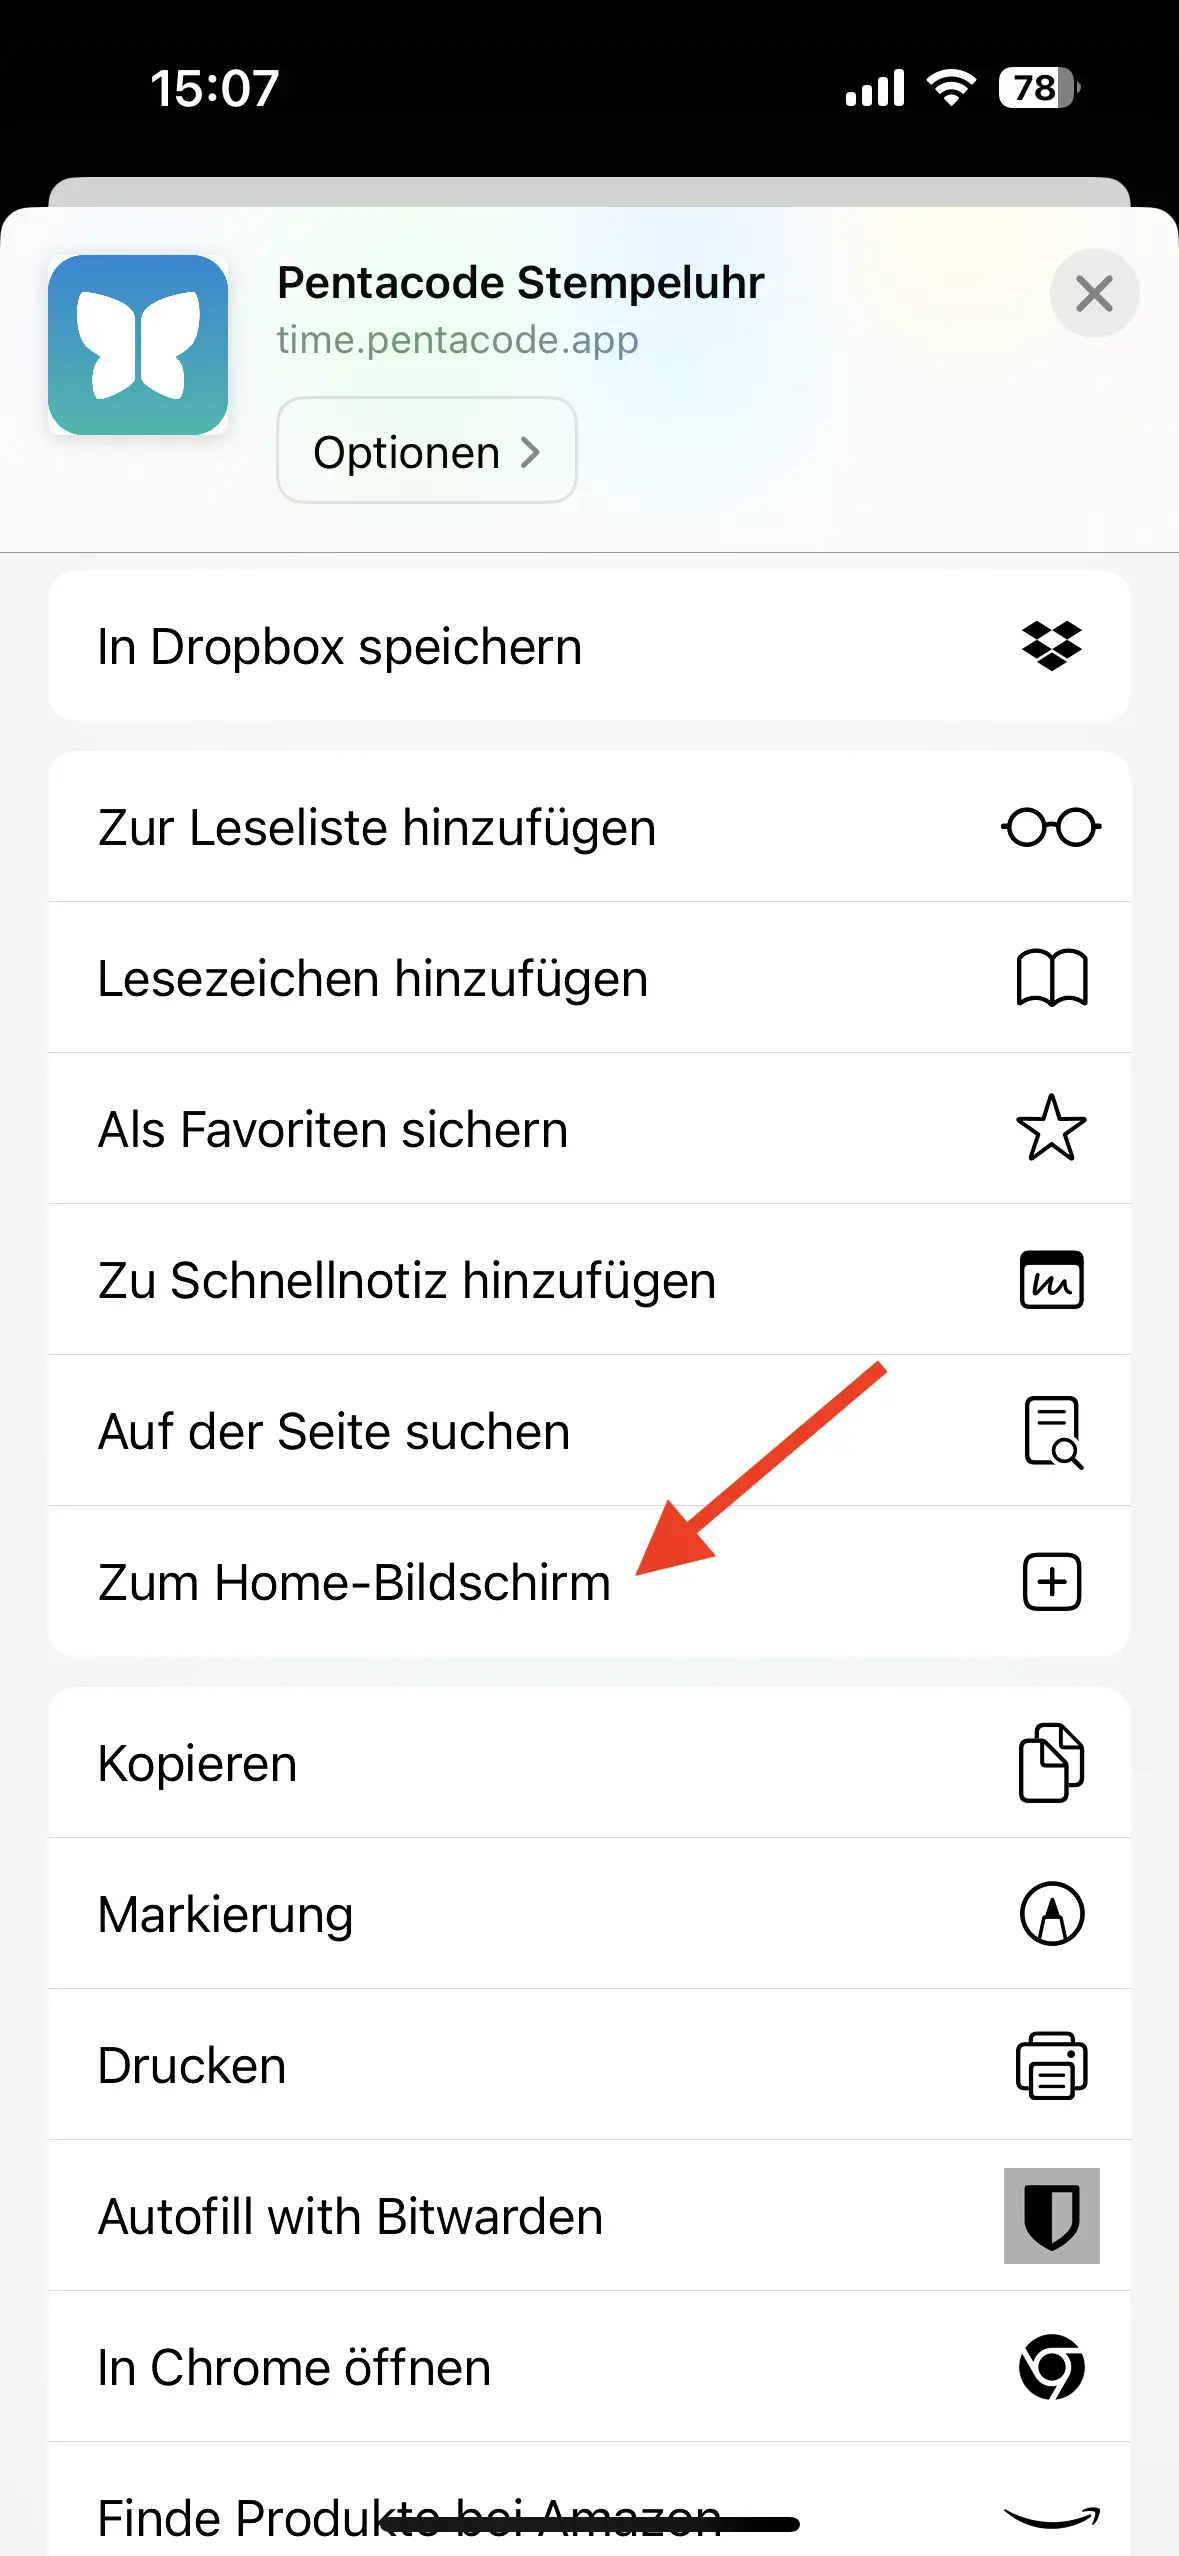 15:07
78
Pentacode Stempeluhr
time.pentacode.app
Optionen
In Dropbox speichern
Zur Leseliste hinzufügen
Lesezeichen hinzufügen
Als Favoriten sichern
Zu Schnellnotiz hinzufügen
Auf der Seite suchen
Zum Home-Bildschirm
Kopieren
Markierung
Drucken
Autofill with Bitwarden
In Chrome öffnen
Finde Produkte bei Amazon